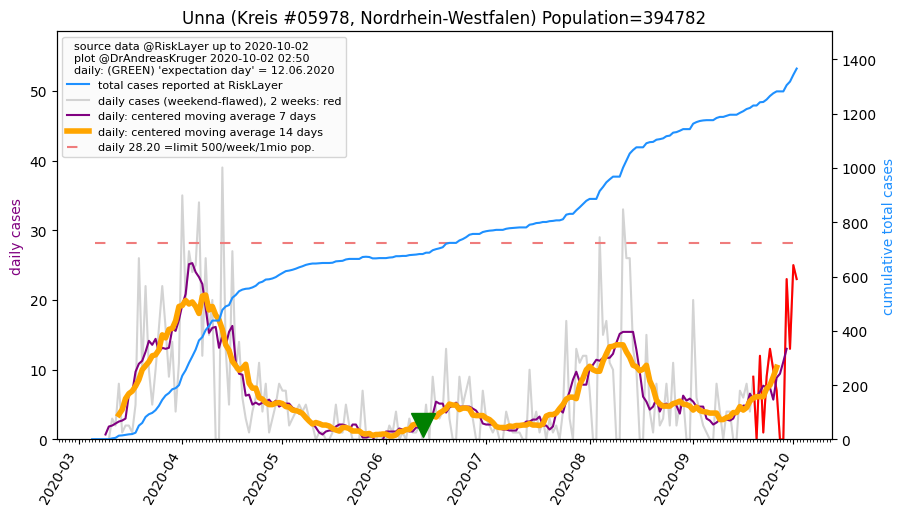 Unna (Kreis #05978, Nordrhein-Westfalen) Population=394782
source data @RiskLayer up to 2020-10-02
plot @DrAndreasKruger 2020-10-02 02:50
daily: (GREEN) 'expectation day' = 12.06.2020
total cases reported at RiskLayer
daily cases (weekend-flawed), 2 weeks: red
daily: centered moving average 7 days
daily: centered moving average 14 days
daily 28.20 =limit 500/week/1mio pop.
daily cases
50
40
30
20
10
0
cumulative total cases
1400
1200
1000
800
600
400
200
0
2020-03
2020-04
2020-05
2020-06
2020-07
2020-08
2020-09
2020-10